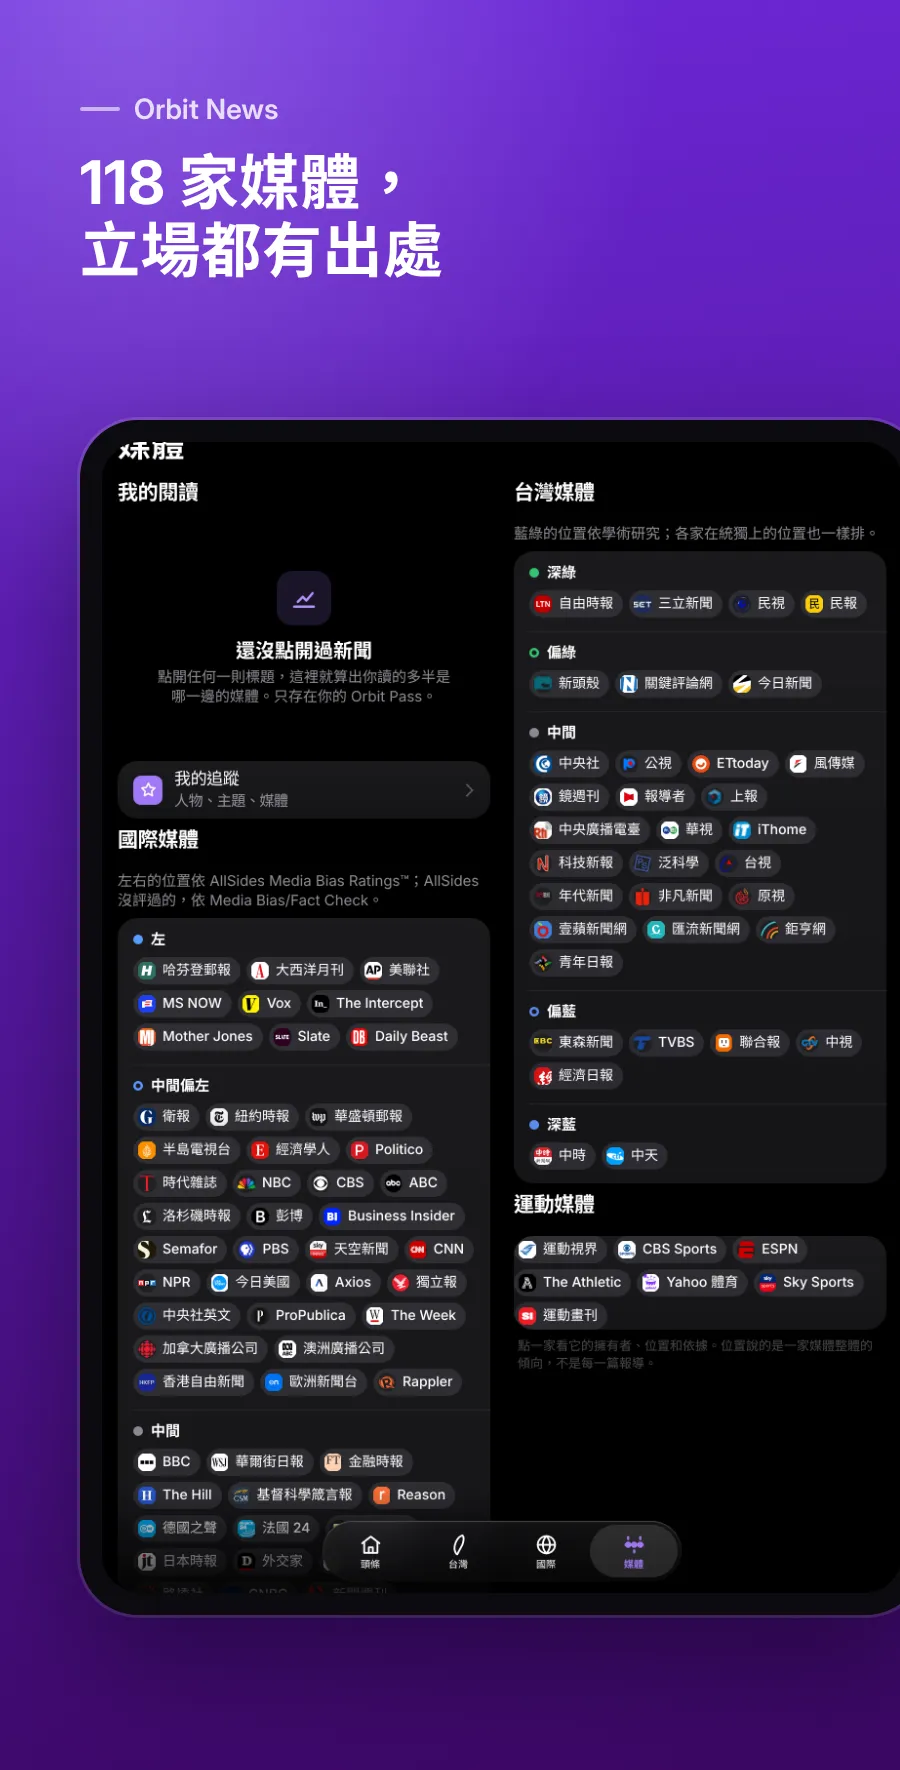 Orbit News
118 家媒體，
立場都有出處
媒體
我的閱讀
還沒點開過新聞
點開任何一則標題，這裡就算出你讀的多半是
哪一邊的媒體。只存在你的 Orbit Pass。
我的追蹤
人物、主題、媒體
國際媒體
左右的位置依 AllSides Media Bias Ratings™；AllSides
沒評過的，依 Media Bias/Fact Check。
左
哈芬登郵報 大西洋月刊 美聯社
MS NOW Vox The Intercept
Mother Jones Slate Daily Beast
中間偏左
衛報 紐約時報 華盛頓郵報
半島電視台 經濟學人 Politico
時代雜誌 NBC CBS ABC
洛杉磯時報 彭博 Business Insider
Semafor PBS 天空新聞 CNN
NPR 今日美國 Axios 獨立報
中央社英文 ProPublica The Week
加拿大廣播公司 澳洲廣播公司
香港自由新聞 歐洲新聞台 Rappler
中間
BBC 華爾街日報 金融時報
The Hill 基督科學箴言報 Reason
德國之聲 法國 24
日本時報 外交家
路透社 CNBC 新聞週刊
台灣媒體
藍綠的位置依學術研究；各家在統獨上的位置也一樣排。
深綠
自由時報 三立新聞 民視 民報
偏綠
新頭殼 關鍵評論網 今日新聞
中間
中央社 公視 ETtoday 風傳媒
鏡週刊 報導者 上報
中央廣播電臺 華視 iThome
科技新報 泛科學 台視
年代新聞 非凡新聞 原視
壹蘋新聞網 匯流新聞網 鉅亨網
青年日報
偏藍
東森新聞 TVBS 聯合報 中視
經濟日報
深藍
中時 中天
運動媒體
運動視界 CBS Sports ESPN
The Athletic Yahoo 體育 Sky Sports
運動畫刊
點一家看它的擁有者、位置和依據。位置說的是一家媒體整體的
傾向，不是每一篇報導。
頭條 台灣 國際 媒體